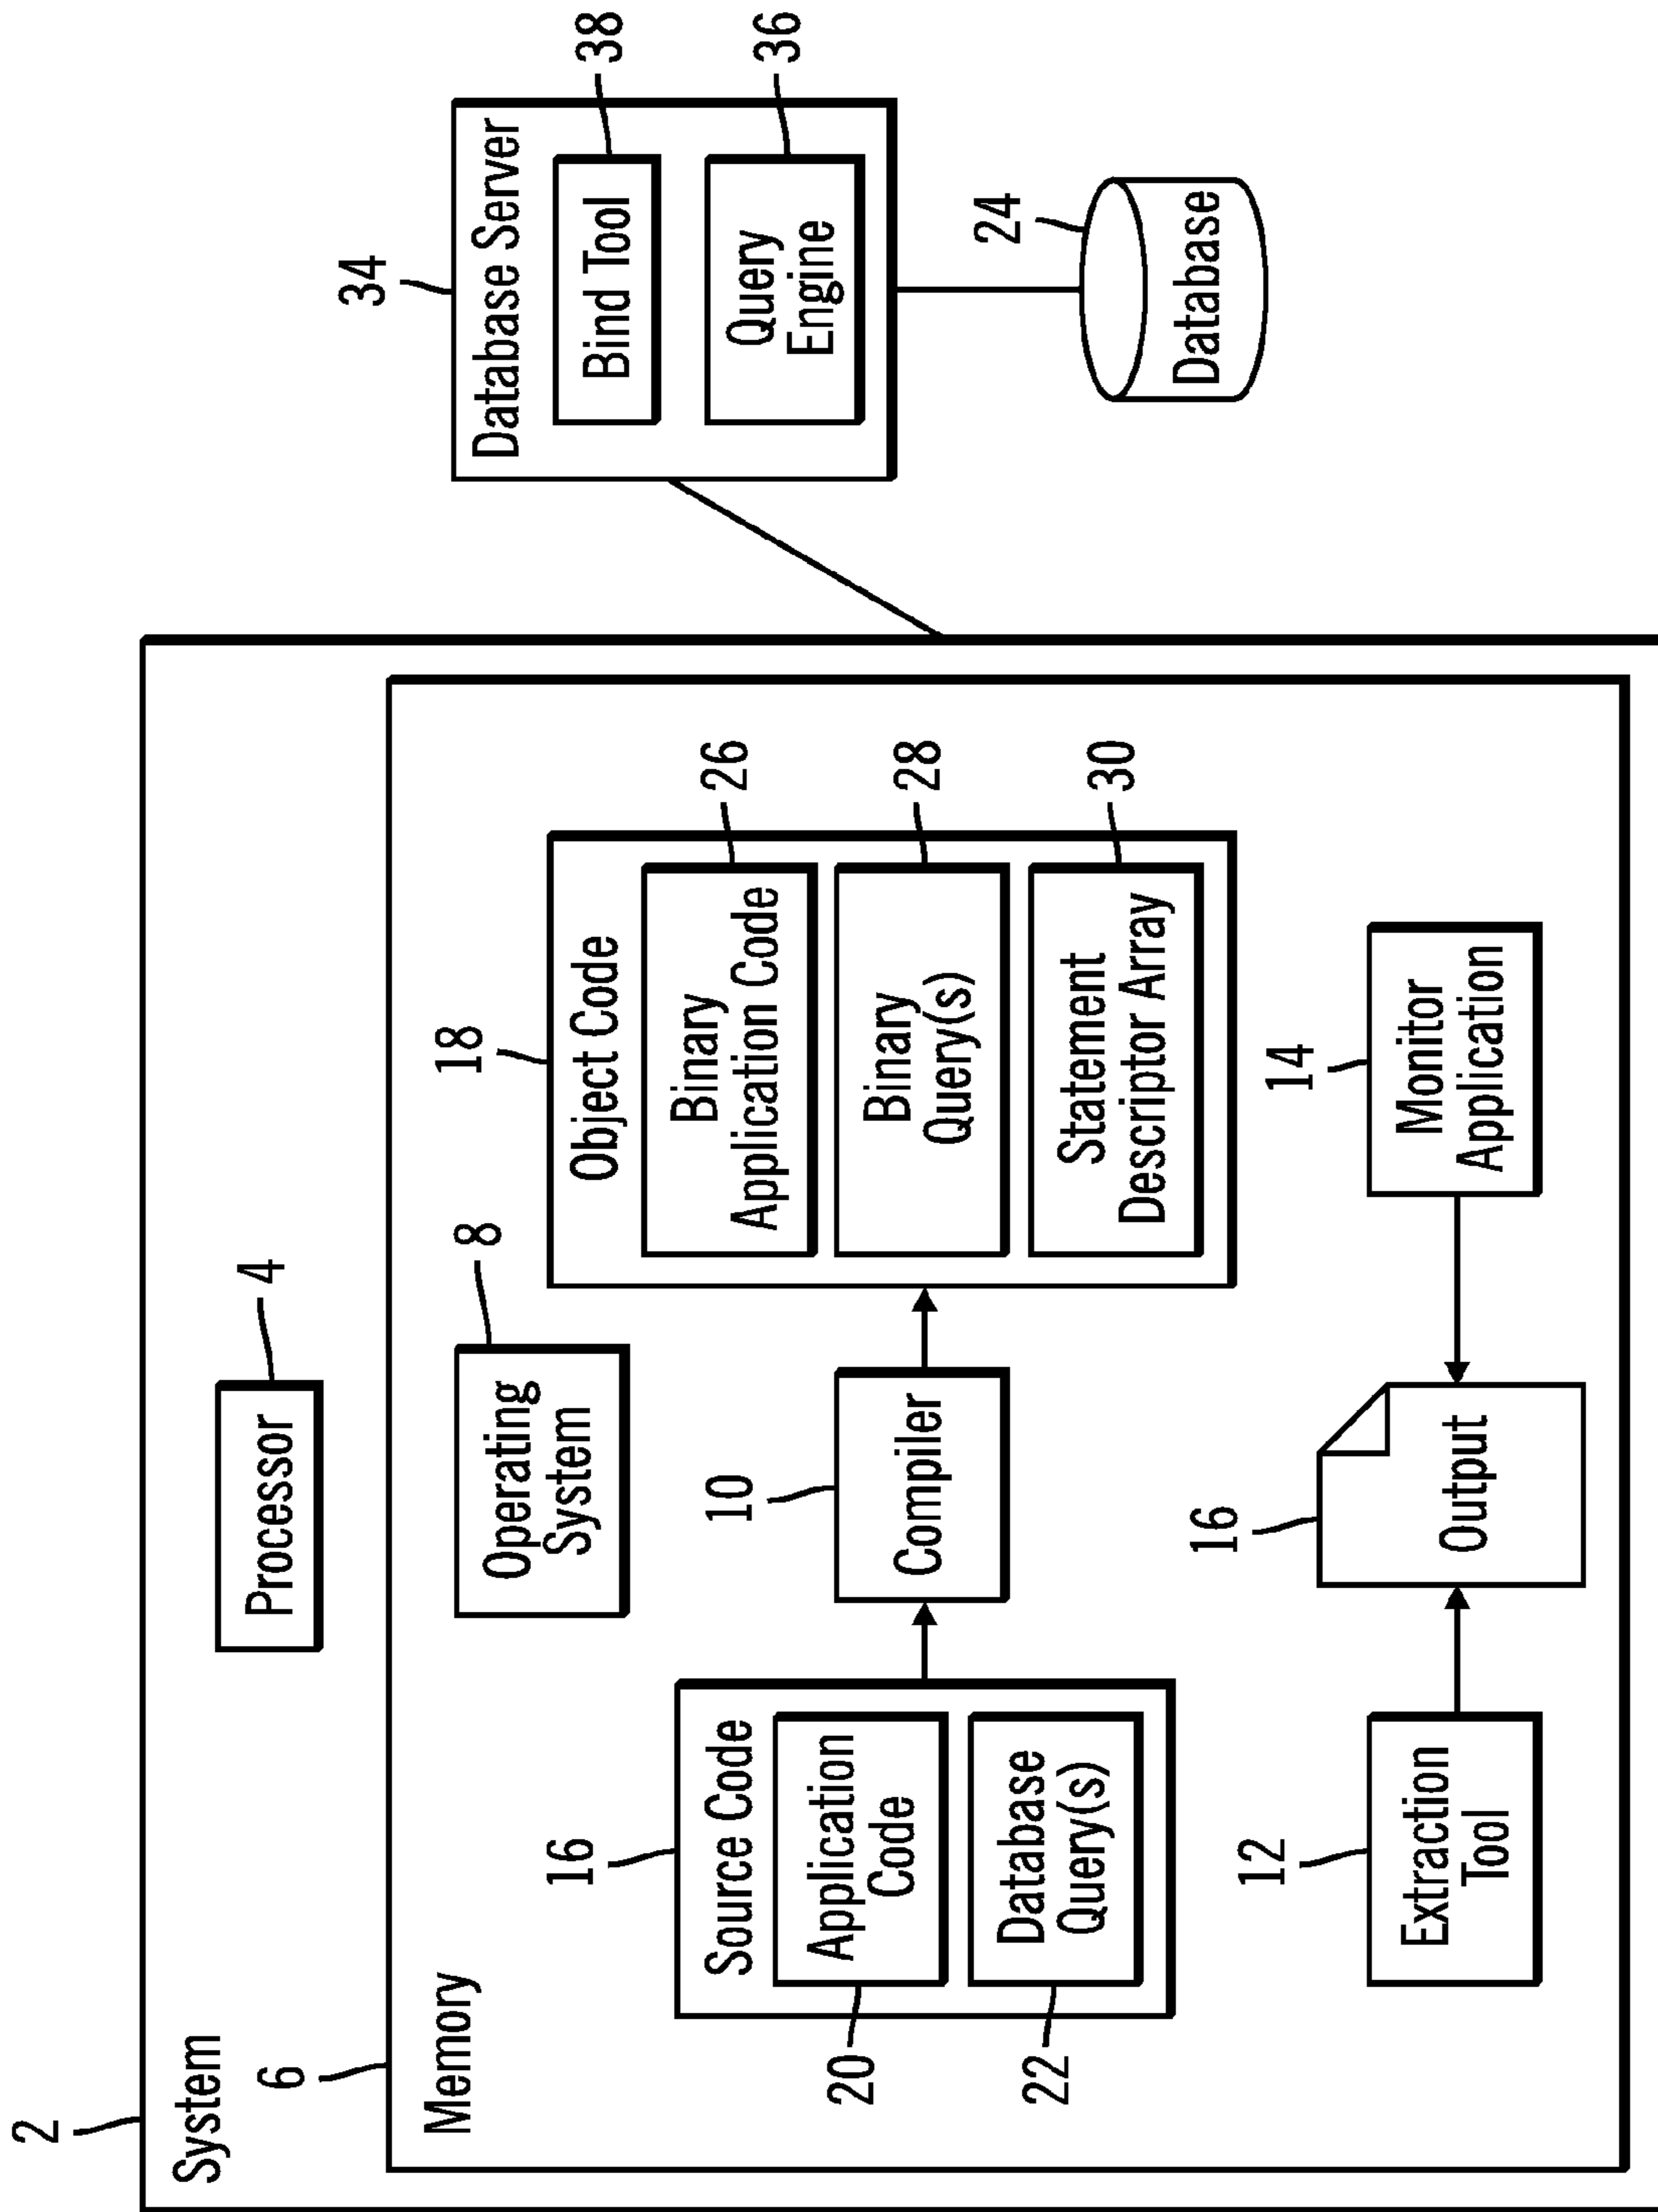 2
System
Processor
4
6
Memory
Operating
System
8
16
Source Code
Application
Code
20
Database
Query(s)
22
10
Compiler
18
Object Code
Binary
Application Code
26
Binary
Query(s)
28
Statement
Descriptor Array
30
12
Extraction
Tool
16
Output
14
Monitor
Application
34
Database Server
Bind Tool
38
Query
Engine
36
24
Database